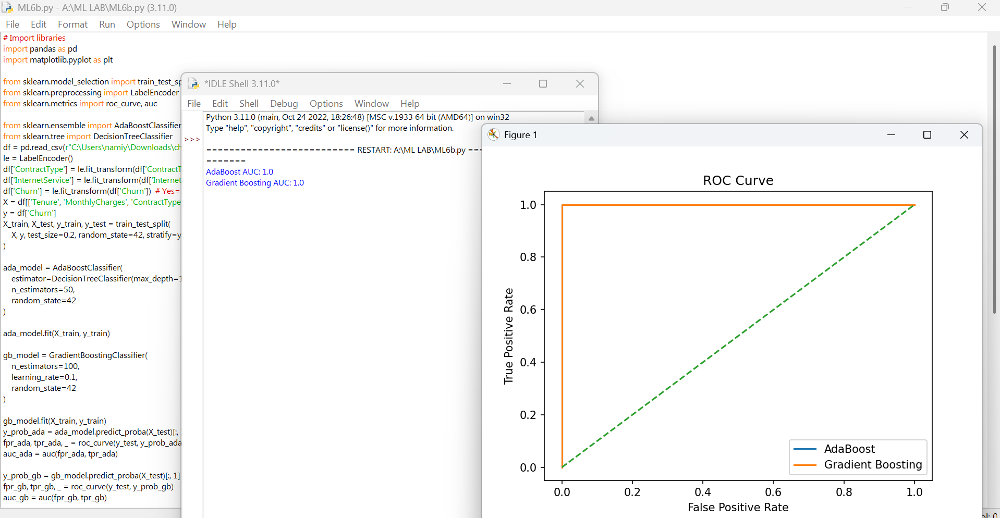 ML6b.py - A:\ML LAB\ML6b.py (3.11.0)
File Edit Format Run Options Window Help
# Import libraries
import pandas as pd
import matplotlib.pyplot as plt
from sklearn.model_selection import train_test_sp
from sklearn.preprocessing import LabelEncoder
from sklearn.metrics import roc_curve, auc
from sklearn.ensemble import AdaBoostClassifier
from sklearn.tree import DecisionTreeClassifier
df = pd.read_csv(r"C:\Users\namiy\Downloads\ch
le = LabelEncoder()
df['ContractType'] = le.fit_transform(df['ContractT
df['InternetService'] = le.fit_transform(df['Internet
df['Churn'] = le.fit_transform(df['Churn']) # Yes=
X = df[['Tenure', 'MonthlyCharges', 'ContractType
y = df['Churn']
X_train, X_test, y_train, y_test = train_test_split(
X, y, test_size=0.2, random_state=42, stratify=y
)
ada_model = AdaBoostClassifier(
estimator=DecisionTreeClassifier(max_depth=1
n_estimators=50,
random_state=42
)
ada_model.fit(X_train, y_train)
gb_model = GradientBoostingClassifier(
n_estimators=100,
learning_rate=0.1,
random_state=42
)
gb_model.fit(X_train, y_train)
y_prob_ada = ada_model.predict_proba(X_test)[:,
fpr_ada, tpr_ada, _ = roc_curve(y_test, y_prob_ada
auc_ada = auc(fpr_ada, tpr_ada)
y_prob_gb = gb_model.predict_proba(X_test)[:, 1]
fpr_gb, tpr_gb, _ = roc_curve(y_test, y_prob_gb)
auc_gb = auc(fpr_gb, tpr_gb)
*IDLE Shell 3.11.0*
File Edit Shell Debug Options Window Help
Python 3.11.0 (main, Oct 24 2022, 18:26:48) [MSC v.1933 64 bit (AMD64)] on win32
Type "help", "copyright", "credits" or "license()" for more information.
>>>
========================== RESTART: A:\ML LAB\ML6b.py ===
=======
AdaBoost AUC: 1.0
Gradient Boosting AUC: 1.0
Figure 1
ROC Curve
True Positive Rate
1.0
0.8
0.6
0.4
0.2
0.0
AdaBoost
Gradient Boosting
0.0 0.2 0.4 0.6 0.8 1.0
False Positive Rate